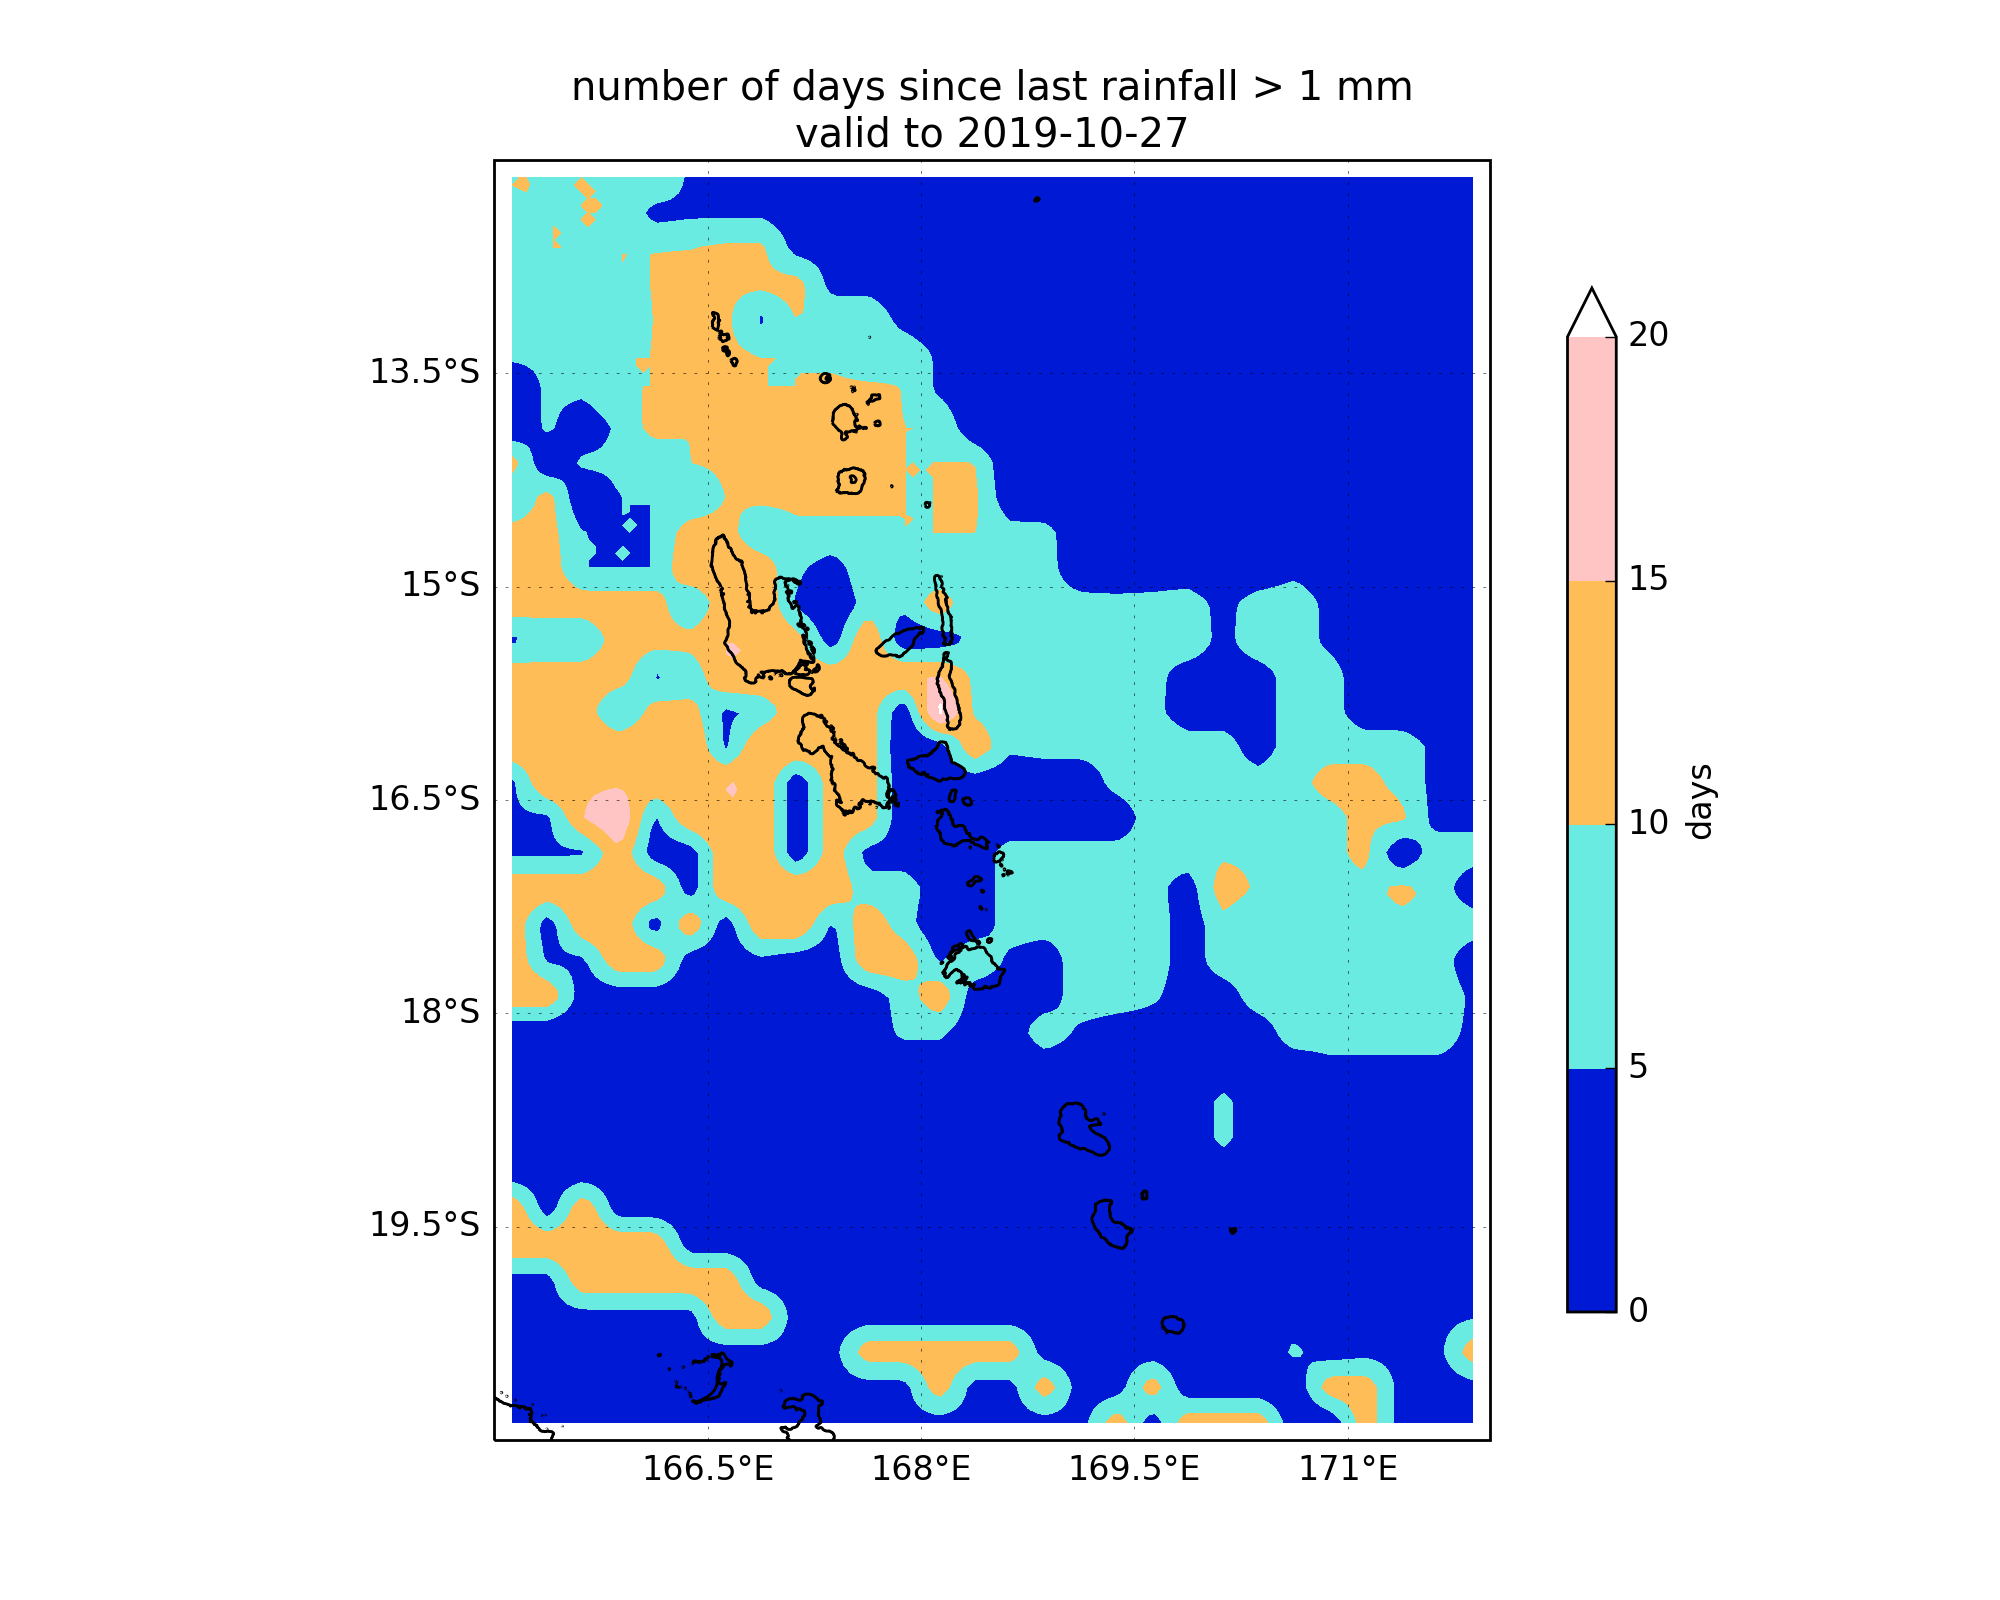 number of days since last rainfall > 1 mm
valid to 2019-10-27
13.5°S
15°S
16.5°S
18°S
19.5°S
166.5°E 168°E 169.5°E 171°E
20
15
10
5
0
days